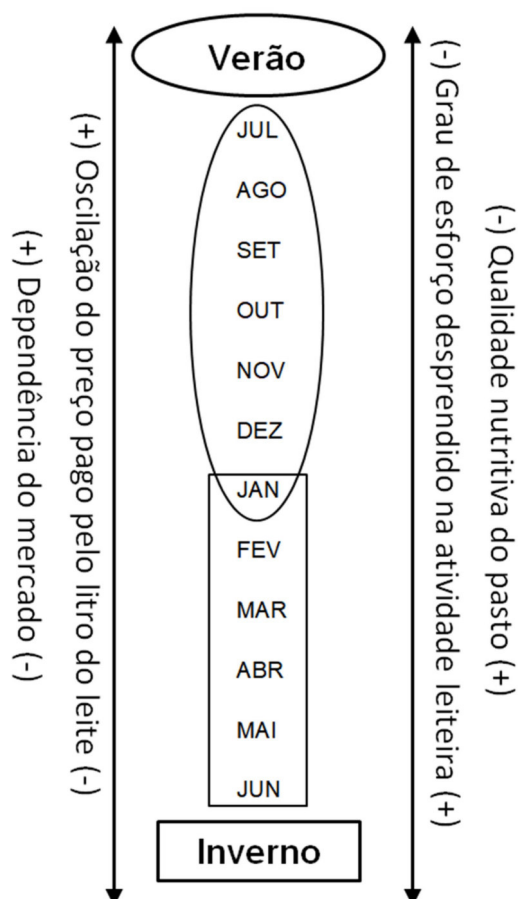 Verão
JUL
AGO
SET
OUT
NOV
DEZ
JAN
FEV
MAR
ABR
MAI
JUN
Inverno
(+) Dependência do mercado (-)
(+) Oscilação do preço pago pelo litro do leite (-)
(-) Grau de esforço desprendido na atividade leiteira (+)
(-) Qualidade nutritiva do pasto (+)